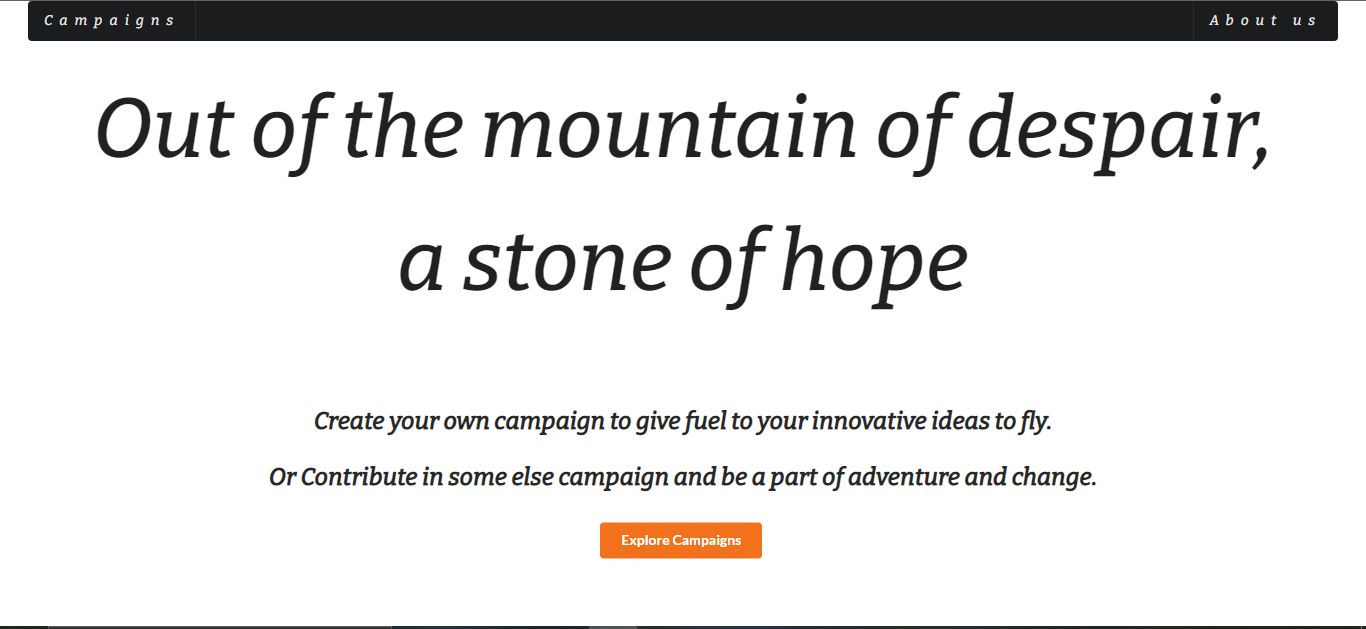 Campaigns
About us
Out of the mountain of despair,
a stone of hope
Create your own campaign to give fuel to your innovative ideas to fly.
Or Contribute in some else campaign and be a part of adventure and change.
Explore Campaigns